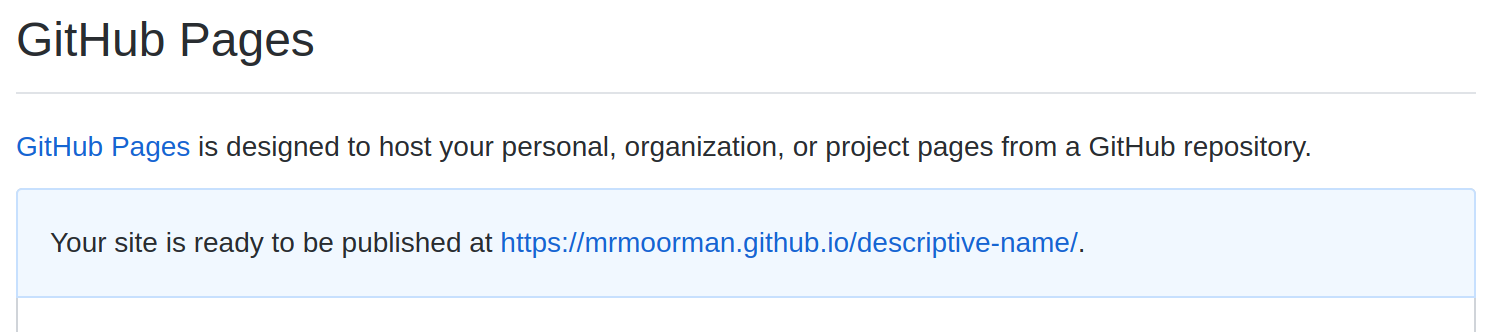 GitHub Pages
GitHub Pages is designed to host your personal, organization, or project pages from a GitHub repository.
Your site is ready to be published at https://mrmoorman.github.io/descriptive-name/.